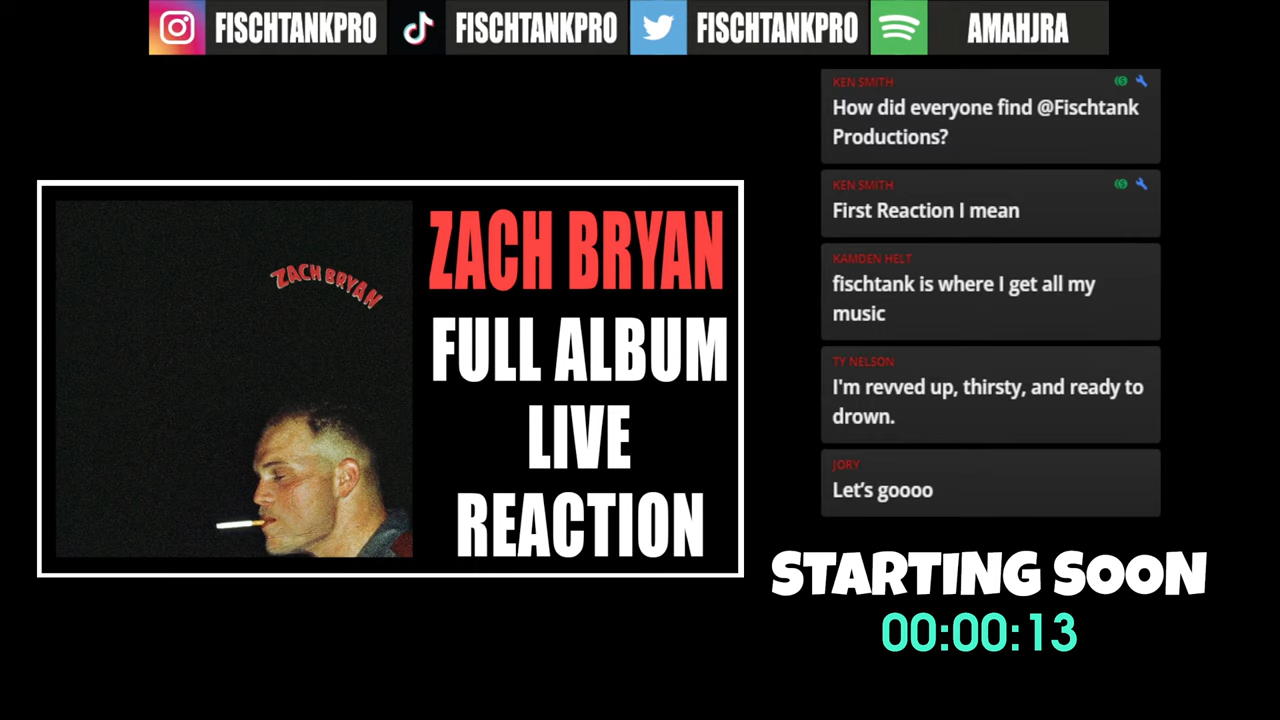 FISCHTANKPRO FISCHTANKPRO FISCHTANKPRO AMAHJRA
ZACH BRYAN
ZACH BRYAN
FULL ALBUM
LIVE
REACTION
KEN SMITH
How did everyone find @Fischtank
Productions?
KEN SMITH
First Reaction I mean
KAMDEN HELT
fischtank is where I get all my
music
TY NELSON
I'm revved up, thirsty, and ready to
drown.
JORY
Let’s goooo
STARTING SOON
00:00:13